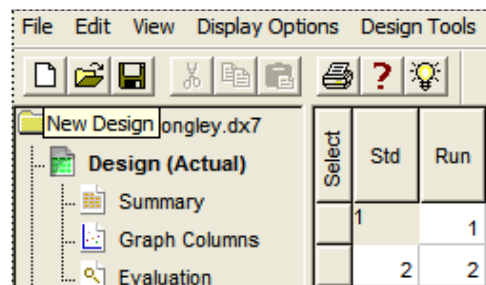 File Edit View Display Options Design Tools
?
New Design ongley.dx7
Design (Actual)
Summary
Graph Columns
Evaluation
Select Std Run
1 1
2 2